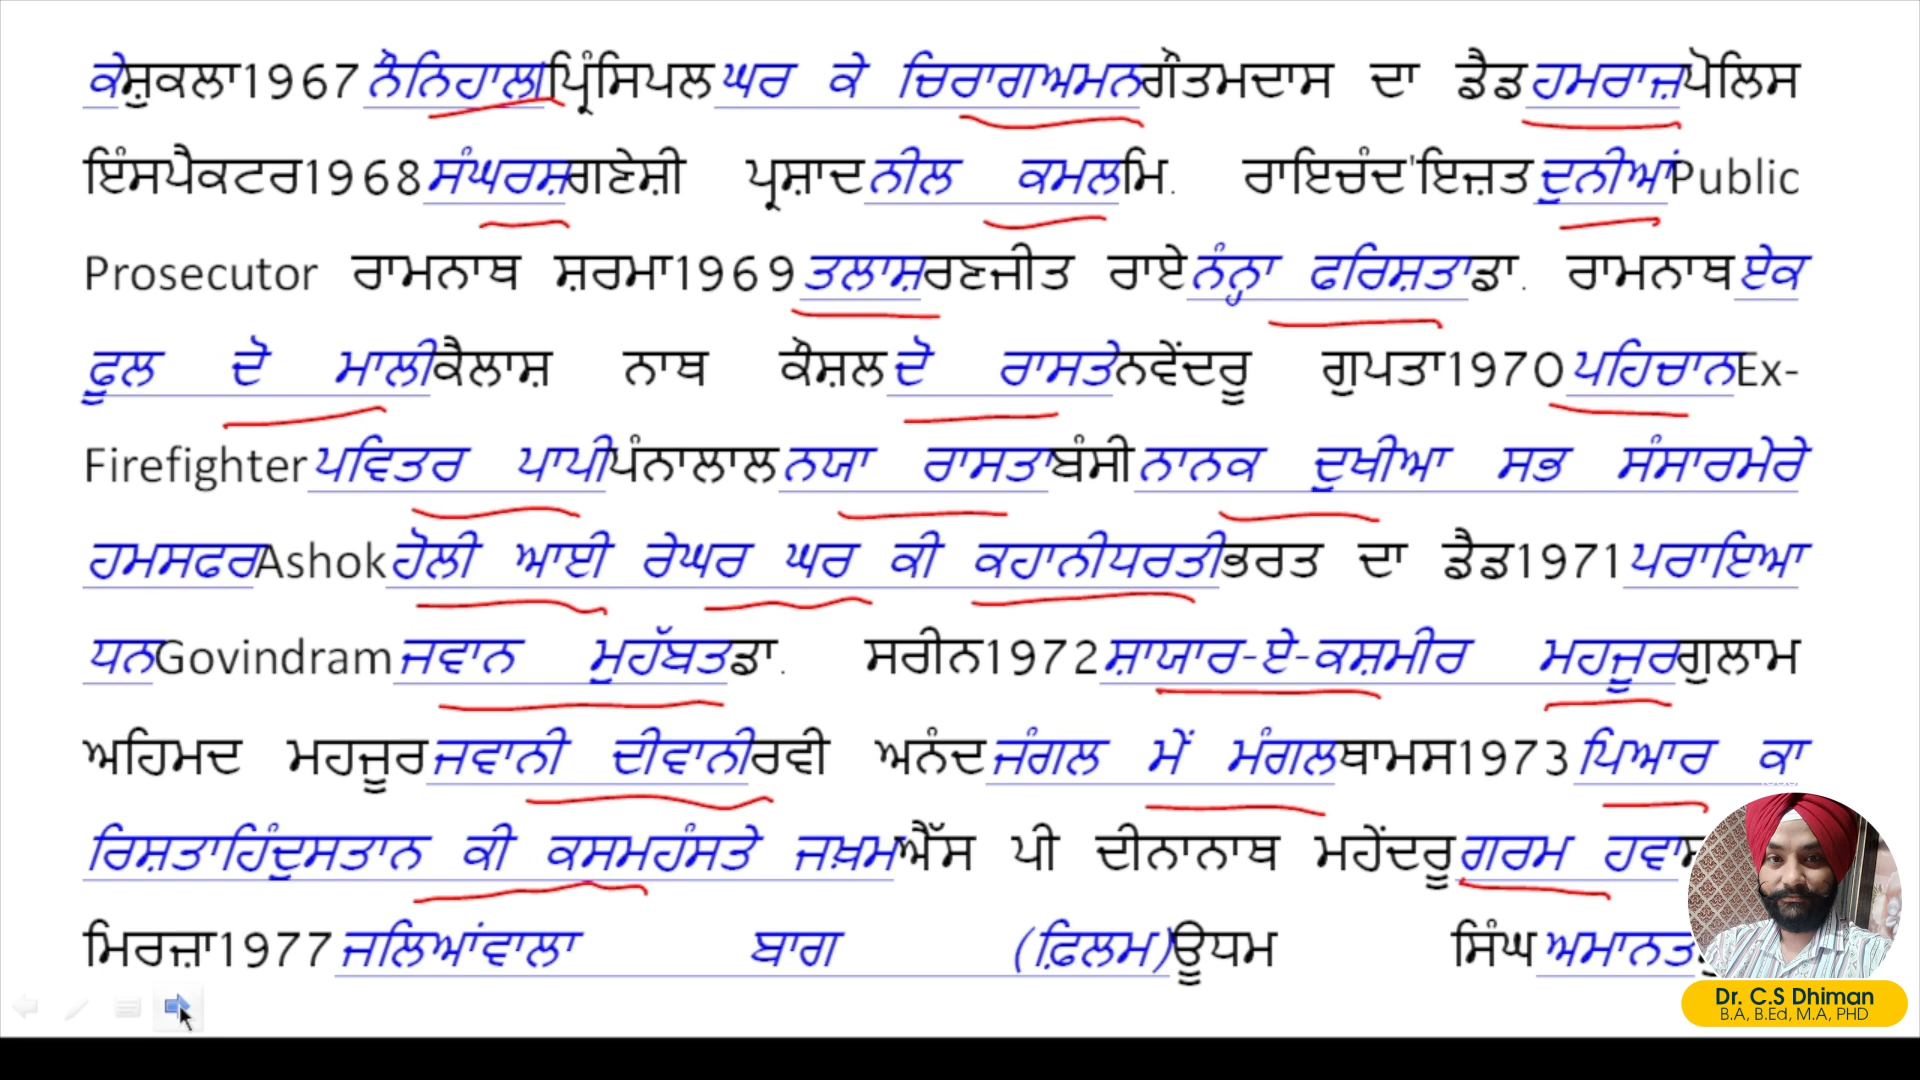 ਕੇਸ਼ੁਕਲਾ1967ਨੌਨਿਹਾਲਪ੍ਰਿੰਸਿਪਲਘਰ ਕੇ ਚਿਰਾਗਅਮਨਗੌਤਮਦਾਸ ਦਾ ਡੈਡਹਮਰਾਜ਼ਪੋਲਿਸ
ਇੰਸਪੈਕਟਰ1968ਸੰਘਰਸ਼ਗਣੇਸ਼ੀ ਪ੍ਰਸ਼ਾਦਨੀਲ ਕਮਲਮਿ. ਰਾਇਚੰਦ'ਇਜ਼ਤਦੁਨੀਆਂPublic
Prosecutor ਰਾਮਨਾਥ ਸ਼ਰਮਾ1969ਤਲਾਸ਼ਰਣਜੀਤ ਰਾਏਨੰਨ੍ਹਾ ਫਰਿਸ਼ਤਾਡਾ. ਰਾਮਨਾਥਏਕ
ਫੂਲ ਦੋ ਮਾਲੀਕੈਲਾਸ਼ ਨਾਥ ਕੌਸ਼ਲਦੋ ਰਾਸਤੇਨਵੇਂਦਰੂ ਗੁਪਤਾ1970ਪਹਿਚਾਨEx-
Firefighterਪਵਿਤਰ ਪਾਪੀਪੰਨਾਲਾਲਨਯਾ ਰਾਸਤਾਬੰਸੀਨਾਨਕ ਦੁਖੀਆ ਸਭ ਸੰਸਾਰਮੇਰੇ
ਹਮਸਫਰAshokਹੋਲੀ ਆਈ ਰੇਘਰ ਘਰ ਕੀ ਕਹਾਨੀਧਰਤੀਭਰਤ ਦਾ ਡੈਡ1971ਪਰਾਇਆ
ਧਨGovindramਜਵਾਨ ਮੁਹੱਬਤਡਾ. ਸਰੀਨ1972ਸ਼ਾਯਾਰ-ਏ-ਕਸ਼ਮੀਰ ਮਹਜੂਰਗੁਲਾਮ
ਅਹਿਮਦ ਮਹਜੂਰਜਵਾਨੀ ਦੀਵਾਨੀਰਵੀ ਅਨੰਦਜੰਗਲ ਮੇਂ ਮੰਗਲਥਾਮਸ1973ਪਿਆਰ ਕਾ
ਰਿਸ਼ਤਾਹਿੰਦੁਸਤਾਨ ਕੀ ਕਸਮਹੰਸਤੇ ਜਖ਼ਮਐੱਸ ਪੀ ਦੀਨਾਨਾਥ ਮਹੇਂਦਰੂਗਰਮ ਹਵਾ
ਮਿਰਜ਼ਾ1977ਜਲਿਆਂਵਾਲਾ ਬਾਗ (ਫ਼ਿਲਮ)ਊਧਮ ਸਿੰਘਅਮਾਨਤ
Dr. C.S Dhiman
B.A, B.Ed, M.A, PHD